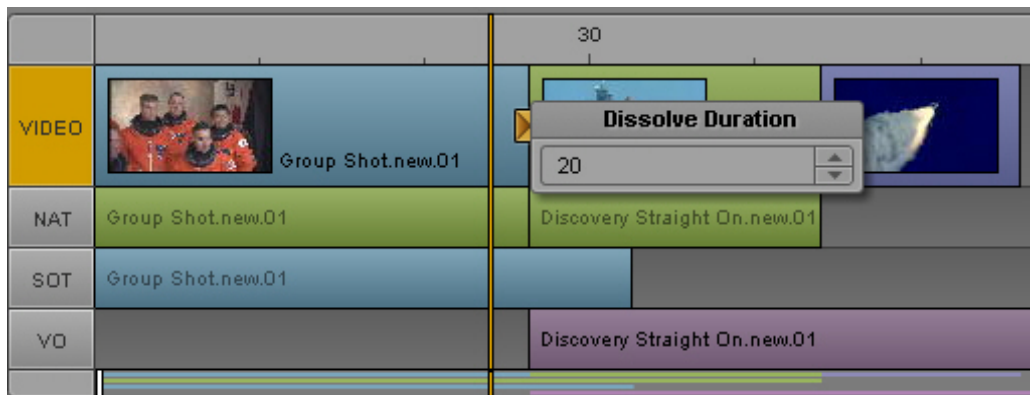 30
VIDEO
Group Shot.new.01
Dissolve Duration
20
NAT
Group Shot.new.01
Discovery Straight On.new.01
SOT
Group Shot.new.01
VO
Discovery Straight On.new.01